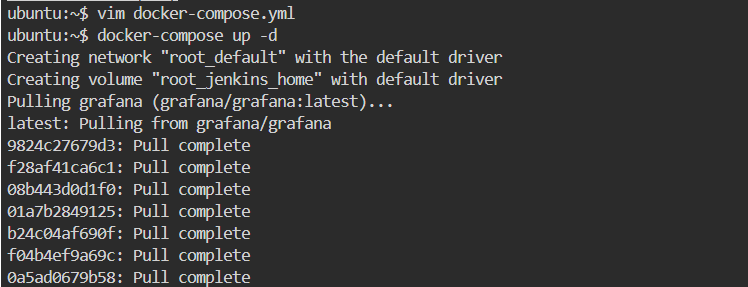 ubuntu:~$ vim docker-compose.yml
ubuntu:~$ docker-compose up -d
Creating network "root_default" with the default driver
Creating volume "root_jenkins_home" with default driver
Pulling grafana (grafana/grafana:latest)...
latest: Pulling from grafana/grafana
9824c27679d3: Pull complete
f28af41ca6c1: Pull complete
08b443d0d1f0: Pull complete
01a7b2849125: Pull complete
b24c04af690f: Pull complete
f04b4ef9a69c: Pull complete
0a5ad0679b58: Pull complete